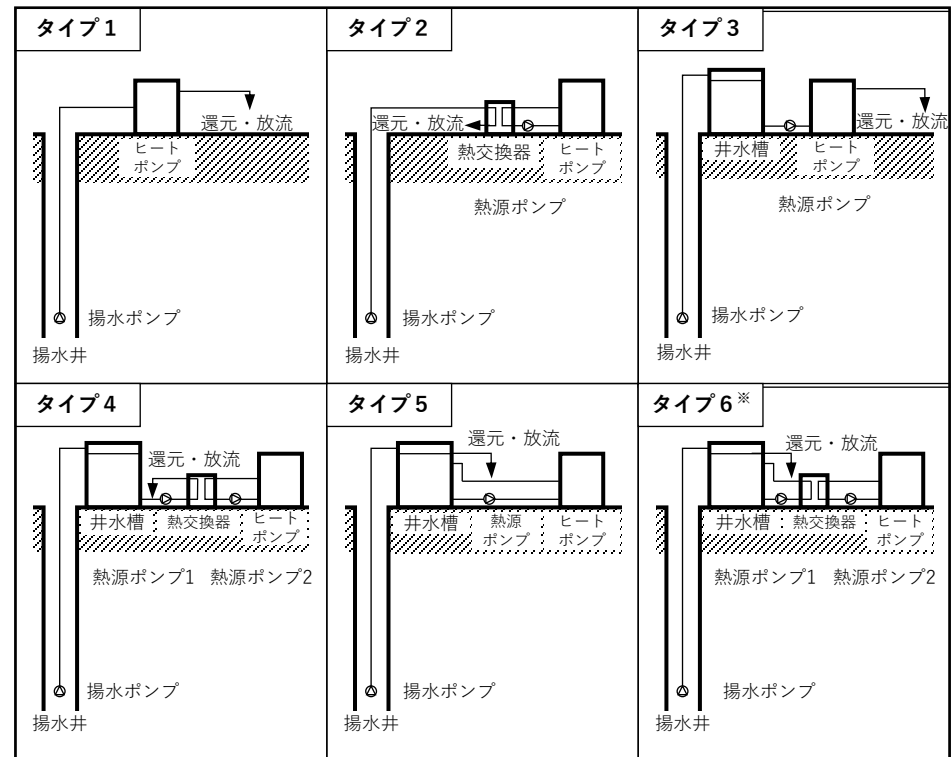 タイプ1
還元・放流
ヒート
ポンプ
揚水ポンプ
揚水井
タイプ2
還元・放流
熱交換器
ヒート
ポンプ
熱源ポンプ
揚水ポンプ
揚水井
タイプ3
還元・放流
井水槽
ヒート
ポンプ
熱源ポンプ
揚水ポンプ
揚水井
タイプ4
還元・放流
井水槽
熱交換器
ヒート
ポンプ
熱源ポンプ1
熱源ポンプ2
揚水ポンプ
揚水井
タイプ5
還元・放流
井水槽
熱源
ポンプ
ヒート
ポンプ
揚水ポンプ
揚水井
タイプ6※
還元・放流
井水槽
熱交換器
ヒート
ポンプ
熱源ポンプ1
熱源ポンプ2
揚水ポンプ
揚水井